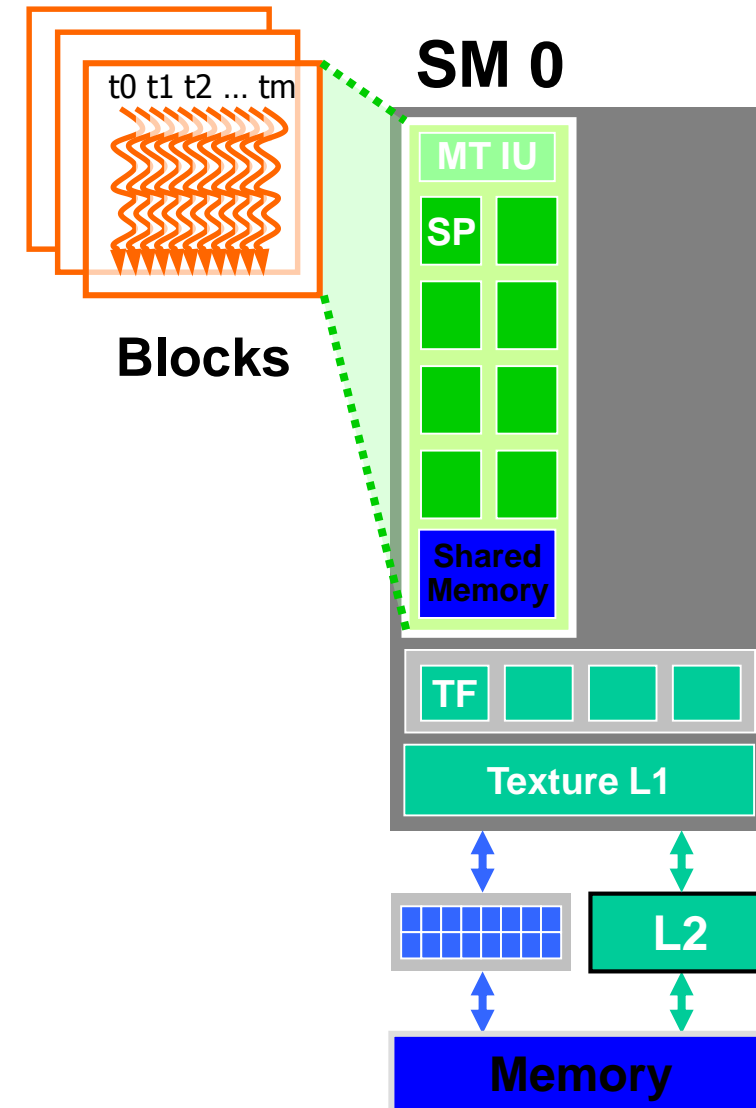 t0 t1 t2 ... tm
Blocks
SM 0
MT IU
SP
Shared
Memory
TF
Texture L1
L2
Memory